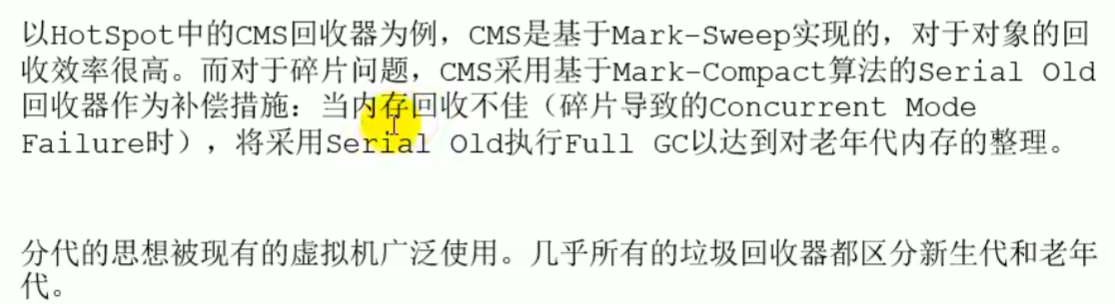 以HotSpot中的CMS回收器为例，CMS是基于Mark-Sweep实现的，对于对象的回
收效率很高。而对于碎片问题，CMS采用基于Mark-Compact算法的Serial Old
回收器作为补偿措施：当内存回收不佳（碎片导致的Concurrent Mode
Failure时），将采用Serial Old执行Full GC以达到对老年代内存的整理。
分代的思想被现有的虚拟机广泛使用。几乎所有的垃圾回收器都区分新生代和老年
代。